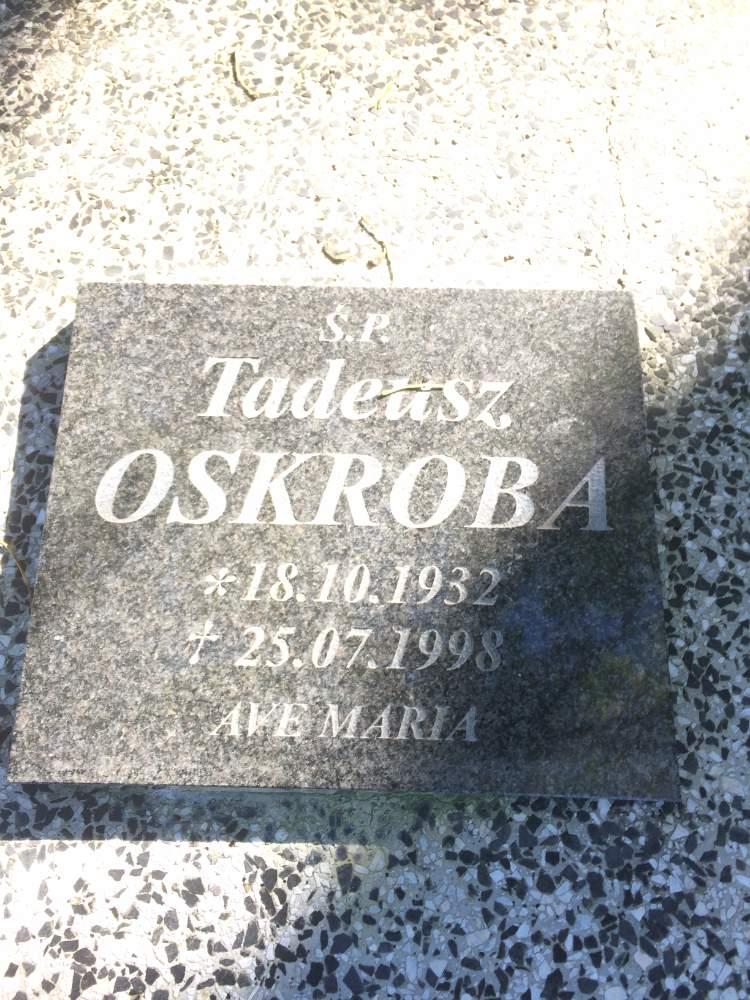 Ś.P.
Tadeusz
OSKROBA
* 18.10.1932
† 25.07.1998
AVE MARIA